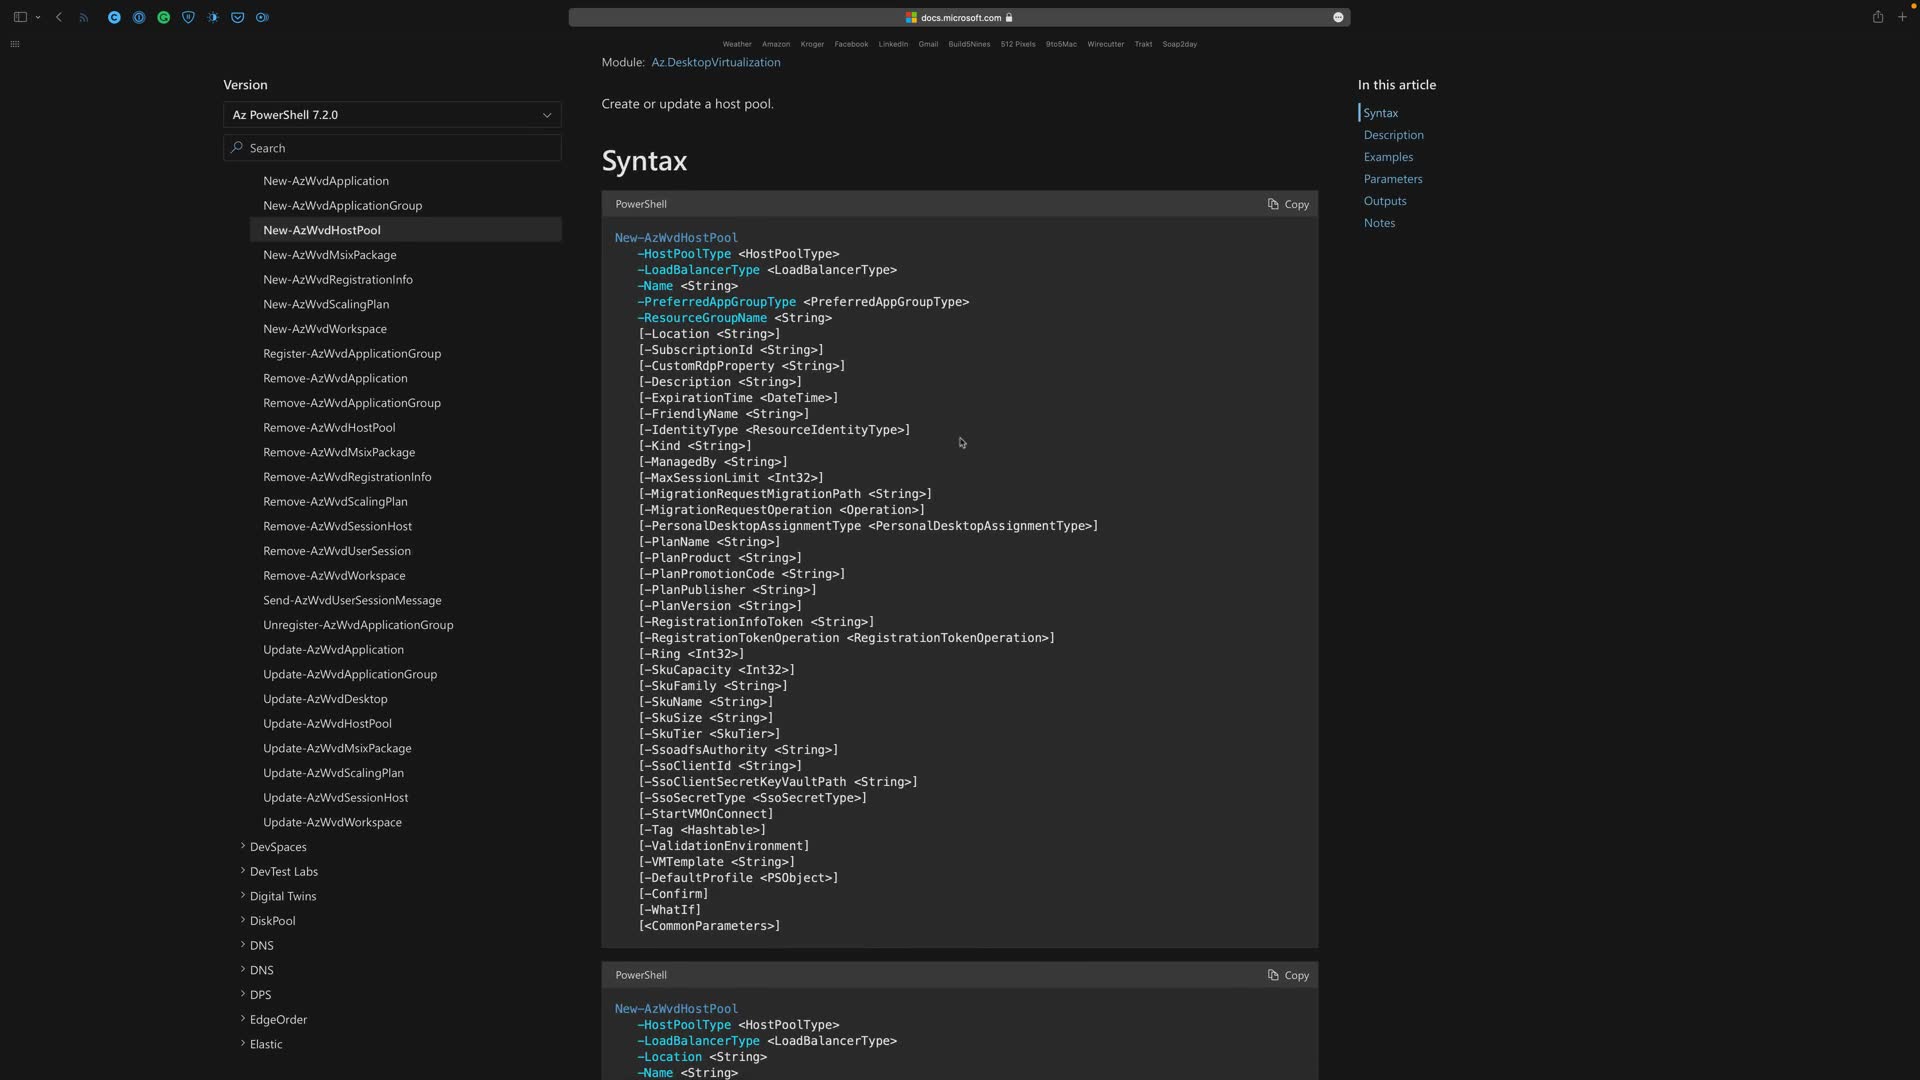 docs.microsoft.com
Weather Amazon Kroger Facebook LinkedIn Gmail Build5Nines 512 Pixels 9to5Mac Wirecutter Trakt Soap2day
Version
Az PowerShell 7.2.0
Search
New-AzWvdApplication
New-AzWvdApplicationGroup
New-AzWvdHostPool
New-AzWvdMsixPackage
New-AzWvdRegistrationInfo
New-AzWvdScalingPlan
New-AzWvdWorkspace
Register-AzWvdApplicationGroup
Remove-AzWvdApplication
Remove-AzWvdApplicationGroup
Remove-AzWvdHostPool
Remove-AzWvdMsixPackage
Remove-AzWvdRegistrationInfo
Remove-AzWvdScalingPlan
Remove-AzWvdSessionHost
Remove-AzWvdUserSession
Remove-AzWvdWorkspace
Send-AzWvdUserSessionMessage
Unregister-AzWvdApplicationGroup
Update-AzWvdApplication
Update-AzWvdApplicationGroup
Update-AzWvdDesktop
Update-AzWvdHostPool
Update-AzWvdMsixPackage
Update-AzWvdScalingPlan
Update-AzWvdSessionHost
Update-AzWvdWorkspace
DevSpaces
DevTest Labs
Digital Twins
DiskPool
DNS
DNS
DPS
EdgeOrder
Elastic
Module: Az.DesktopVirtualization
Create or update a host pool.
Syntax
PowerShell Copy
New-AzWvdHostPool
-HostPoolType <HostPoolType>
-LoadBalancerType <LoadBalancerType>
-Name <String>
-PreferredAppGroupType <PreferredAppGroupType>
-ResourceGroupName <String>
[-Location <String>]
[-SubscriptionId <String>]
[-CustomRdpProperty <String>]
[-Description <String>]
[-ExpirationTime <DateTime>]
[-FriendlyName <String>]
[-IdentityType <ResourceIdentityType>]
[-Kind <String>]
[-ManagedBy <String>]
[-MaxSessionLimit <Int32>]
[-MigrationRequestMigrationPath <String>]
[-MigrationRequestOperation <Operation>]
[-PersonalDesktopAssignmentType <PersonalDesktopAssignmentType>]
[-PlanName <String>]
[-PlanProduct <String>]
[-PlanPromotionCode <String>]
[-PlanPublisher <String>]
[-PlanVersion <String>]
[-RegistrationInfoToken <String>]
[-RegistrationTokenOperation <RegistrationTokenOperation>]
[-Ring <Int32>]
[-SkuCapacity <Int32>]
[-SkuFamily <String>]
[-SkuName <String>]
[-SkuSize <String>]
[-SkuTier <SkuTier>]
[-SsoadfsAuthority <String>]
[-SsoClientId <String>]
[-SsoClientSecretKeyVaultPath <String>]
[-SsoSecretType <SsoSecretType>]
[-StartVMOnConnect]
[-Tag <Hashtable>]
[-ValidationEnvironment]
[-VMTemplate <String>]
[-DefaultProfile <PSObject>]
[-Confirm]
[-WhatIf]
[<CommonParameters>]
PowerShell Copy
New-AzWvdHostPool
-HostPoolType <HostPoolType>
-LoadBalancerType <LoadBalancerType>
-Location <String>
-Name <String>
In this article
Syntax
Description
Examples
Parameters
Outputs
Notes